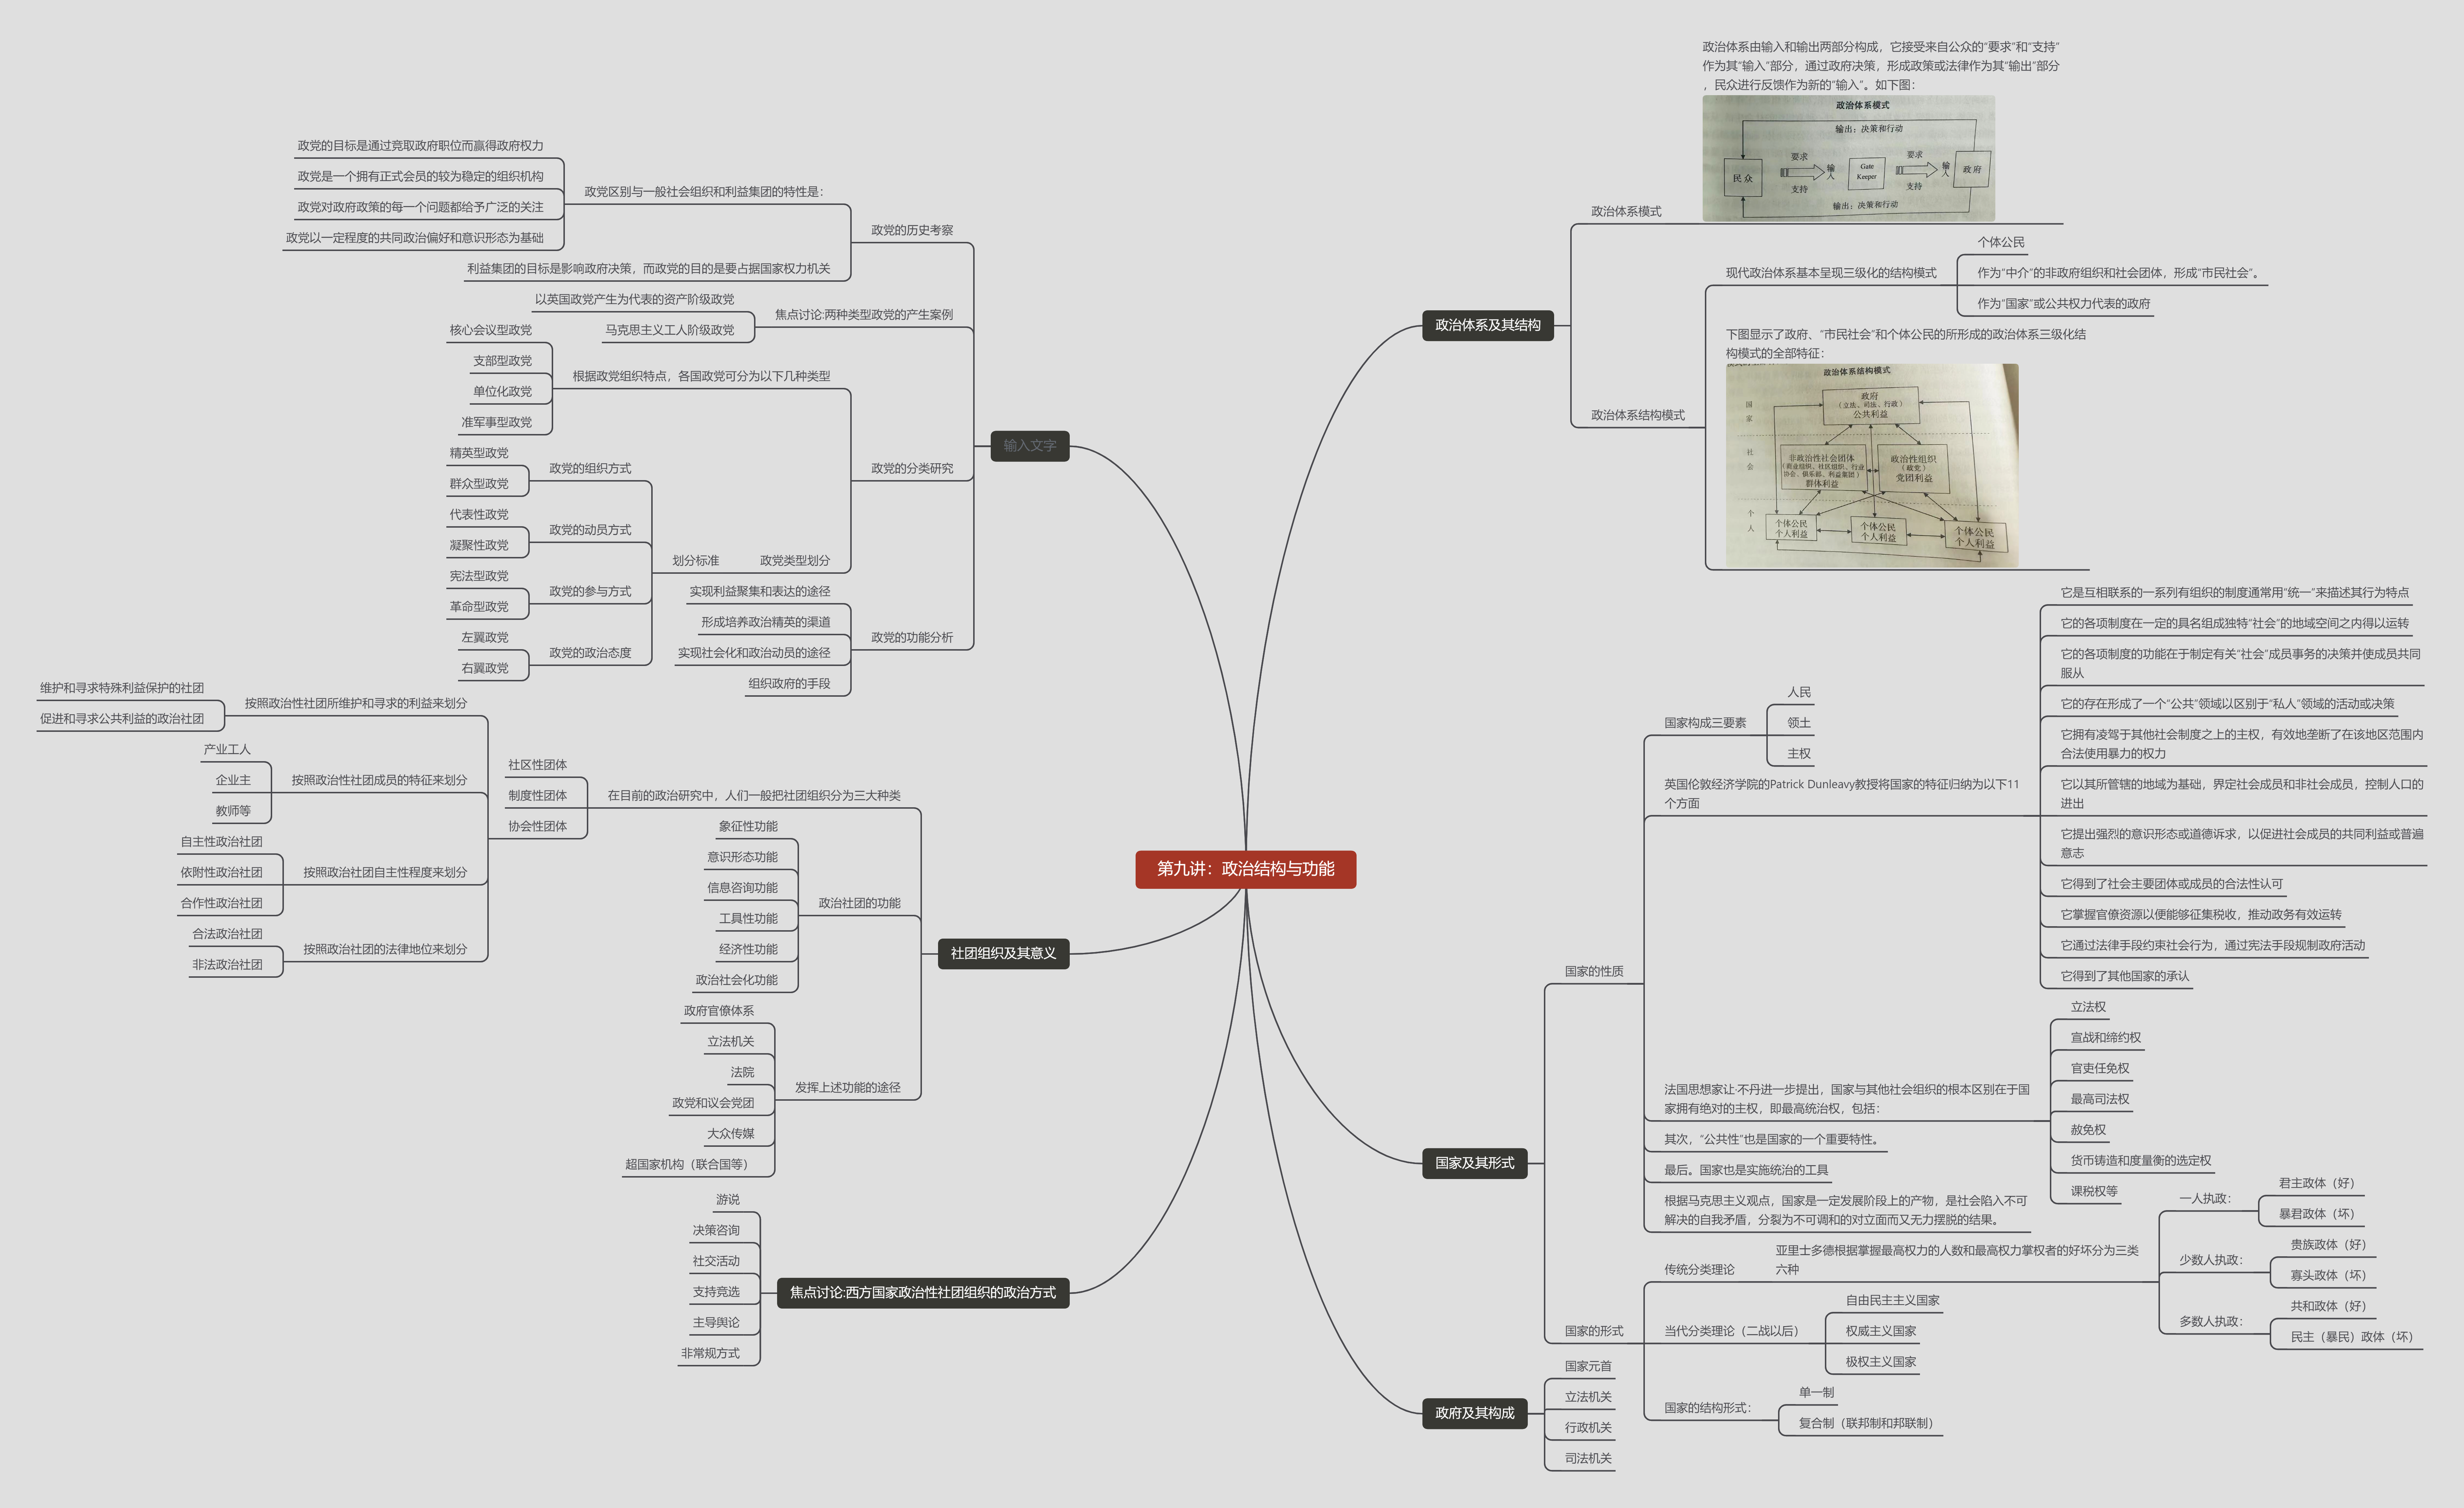 第九讲：政治结构与功能
政治体系及其结构
政治体系模式
政治体系由输入和输出两部分构成，它接受来自公众的“要求”和“支持”
作为其“输入”部分，通过政府决策，形成政策或法律作为其“输出”部分
，民众进行反馈作为新的“输入”。如下图：
政治体系模式
输出：决策和行动
民众
要求
支持
输入
Gate
Keeper
要求
支持
输入
政府
输出：决策和行动
政治体系结构模式
现代政治体系基本呈现三级化的结构模式
个体公民
作为“中介”的非政府组织和社会团体，形成“市民社会”。
作为“国家”或公共权力代表的政府
下图显示了政府、“市民社会”和个体公民的所形成的政治体系三级化结
构模式的全部特征：
政治体系结构模式
国家
政府
（立法、司法、行政）
公共利益
社会
非政治性社会团体
（商业组织、社区组织、行业
协会、俱乐部、利益集团）
群体利益
政治性组织
（政党）
党团利益
个人
个体公民
个人利益
个体公民
个人利益
个体公民
个人利益
国家及其形式
国家的性质
国家构成三要素
人民
领土
主权
英国伦敦经济学院的Patrick Dunleavy教授将国家的特征归纳为以下11
个方面
它是互相联系的一系列有组织的制度通常用“统一”来描述其行为特点
它的各项制度在一定的具名组成独特“社会”的地域空间之内得以运转
它的各项制度的功能在于制定有关“社会”成员事务的决策并使成员共同
服从
它的存在形成了一个“公共”领域以区别于“私人”领域的活动或决策
它拥有凌驾于其他社会制度之上的主权，有效地垄断了在该地区范围内
合法使用暴力的权力
它以其所管辖的地域为基础，界定社会成员和非社会成员，控制人口的
进出
它提出强烈的意识形态或道德诉求，以促进社会成员的共同利益或普遍
意志
它得到了社会主要团体或成员的合法性认可
它掌握官僚资源以便能够征集税收，推动政务有效运转
它通过法律手段约束社会行为，通过宪法手段规制政府活动
它得到了其他国家的承认
法国思想家让·不丹进一步提出，国家与其他社会组织的根本区别在于国
家拥有绝对的主权，即最高统治权，包括：
立法权
宣战和缔约权
官吏任免权
最高司法权
赦免权
货币铸造和度量衡的选定权
课税权等
其次，“公共性”也是国家的一个重要特性。
最后。国家也是实施统治的工具
根据马克思主义观点，国家是一定发展阶段上的产物，是社会陷入不可
解决的自我矛盾，分裂为不可调和的对立面而又无力摆脱的结果。
国家的形式
传统分类理论
亚里士多德根据掌握最高权力的人数和最高权力掌权者的好坏分为三类
六种
一人执政：
君主政体（好）
暴君政体（坏）
少数人执政：
贵族政体（好）
寡头政体（坏）
多数人执政：
共和政体（好）
民主（暴民）政体（坏）
当代分类理论（二战以后）
自由民主主义国家
权威主义国家
极权主义国家
国家的结构形式：
单一制
复合制（联邦制和邦联制）
政府及其构成
国家元首
立法机关
行政机关
司法机关
输入文字
政党的历史考察
政党区别与一般社会组织和利益集团的特性是：
政党的目标是通过竞取政府职位而赢得政府权力
政党是一个拥有正式会员的较为稳定的组织机构
政党对政府政策的每一个问题都给予广泛的关注
政党以一定程度的共同政治偏好和意识形态为基础
利益集团的目标是影响政府决策，而政党的目的是要占据国家权力机关
焦点讨论:两种类型政党的产生案例
以英国政党产生为代表的资产阶级政党
马克思主义工人阶级政党
政党的分类研究
根据政党组织特点，各国政党可分为以下几种类型
核心会议型政党
支部型政党
单位化政党
准军事型政党
政党类型划分
划分标准
政党的组织方式
精英型政党
群众型政党
政党的动员方式
代表性政党
凝聚性政党
政党的参与方式
宪法型政党
革命型政党
政党的政治态度
左翼政党
右翼政党
政党的功能分析
实现利益聚集和表达的途径
形成培养政治精英的渠道
实现社会化和政治动员的途径
组织政府的手段
社团组织及其意义
在目前的政治研究中，人们一般把社团组织分为三大种类
社区性团体
制度性团体
协会性团体
按照政治性社团所维护和寻求的利益来划分
维护和寻求特殊利益保护的社团
促进和寻求公共利益的政治社团
按照政治性社团成员的特征来划分
产业工人
企业主
教师等
按照政治社团自主性程度来划分
自主性政治社团
依附性政治社团
合作性政治社团
按照政治社团的法律地位来划分
合法政治社团
非法政治社团
政治社团的功能
象征性功能
意识形态功能
信息咨询功能
工具性功能
经济性功能
政治社会化功能
发挥上述功能的途径
政府官僚体系
立法机关
法院
政党和议会党团
大众传媒
超国家机构（联合国等）
焦点讨论:西方国家政治性社团组织的政治方式
游说
决策咨询
社交活动
支持竞选
主导舆论
非常规方式